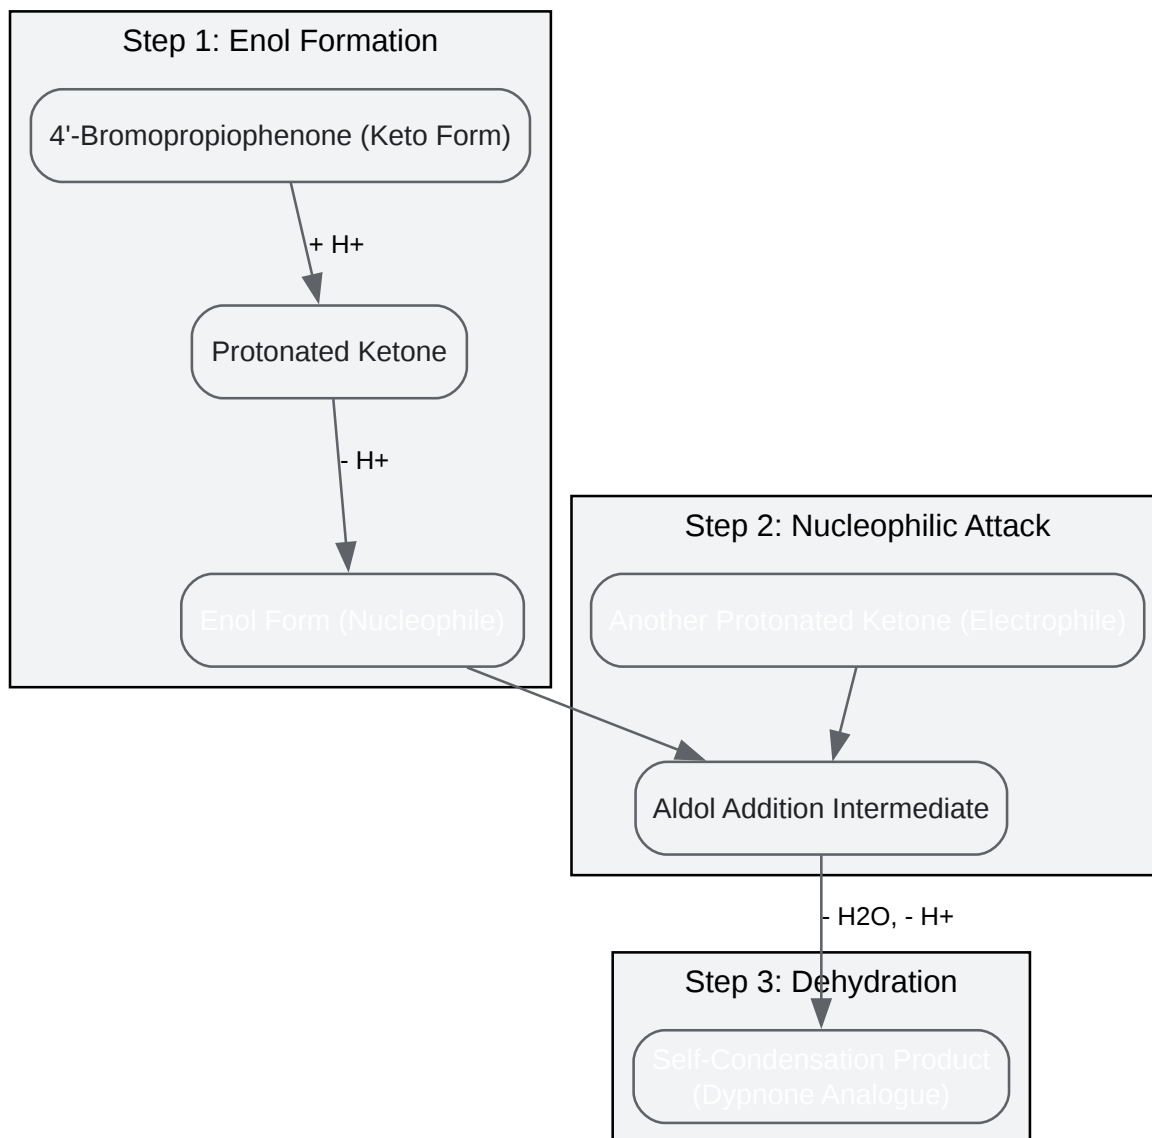 Step 1: Enol Formation
4'-Bromopropiophenone (Keto Form)
+ H+
Protonated Ketone
- H+
Enol Form (Nucleophile)
Step 2: Nucleophilic Attack
Another Protonated Ketone (Electrophile)
Aldol Addition Intermediate
- H2O, - H+
Step 3: Dehydration
Self-Condensation Product
(Dypnone Analogue)